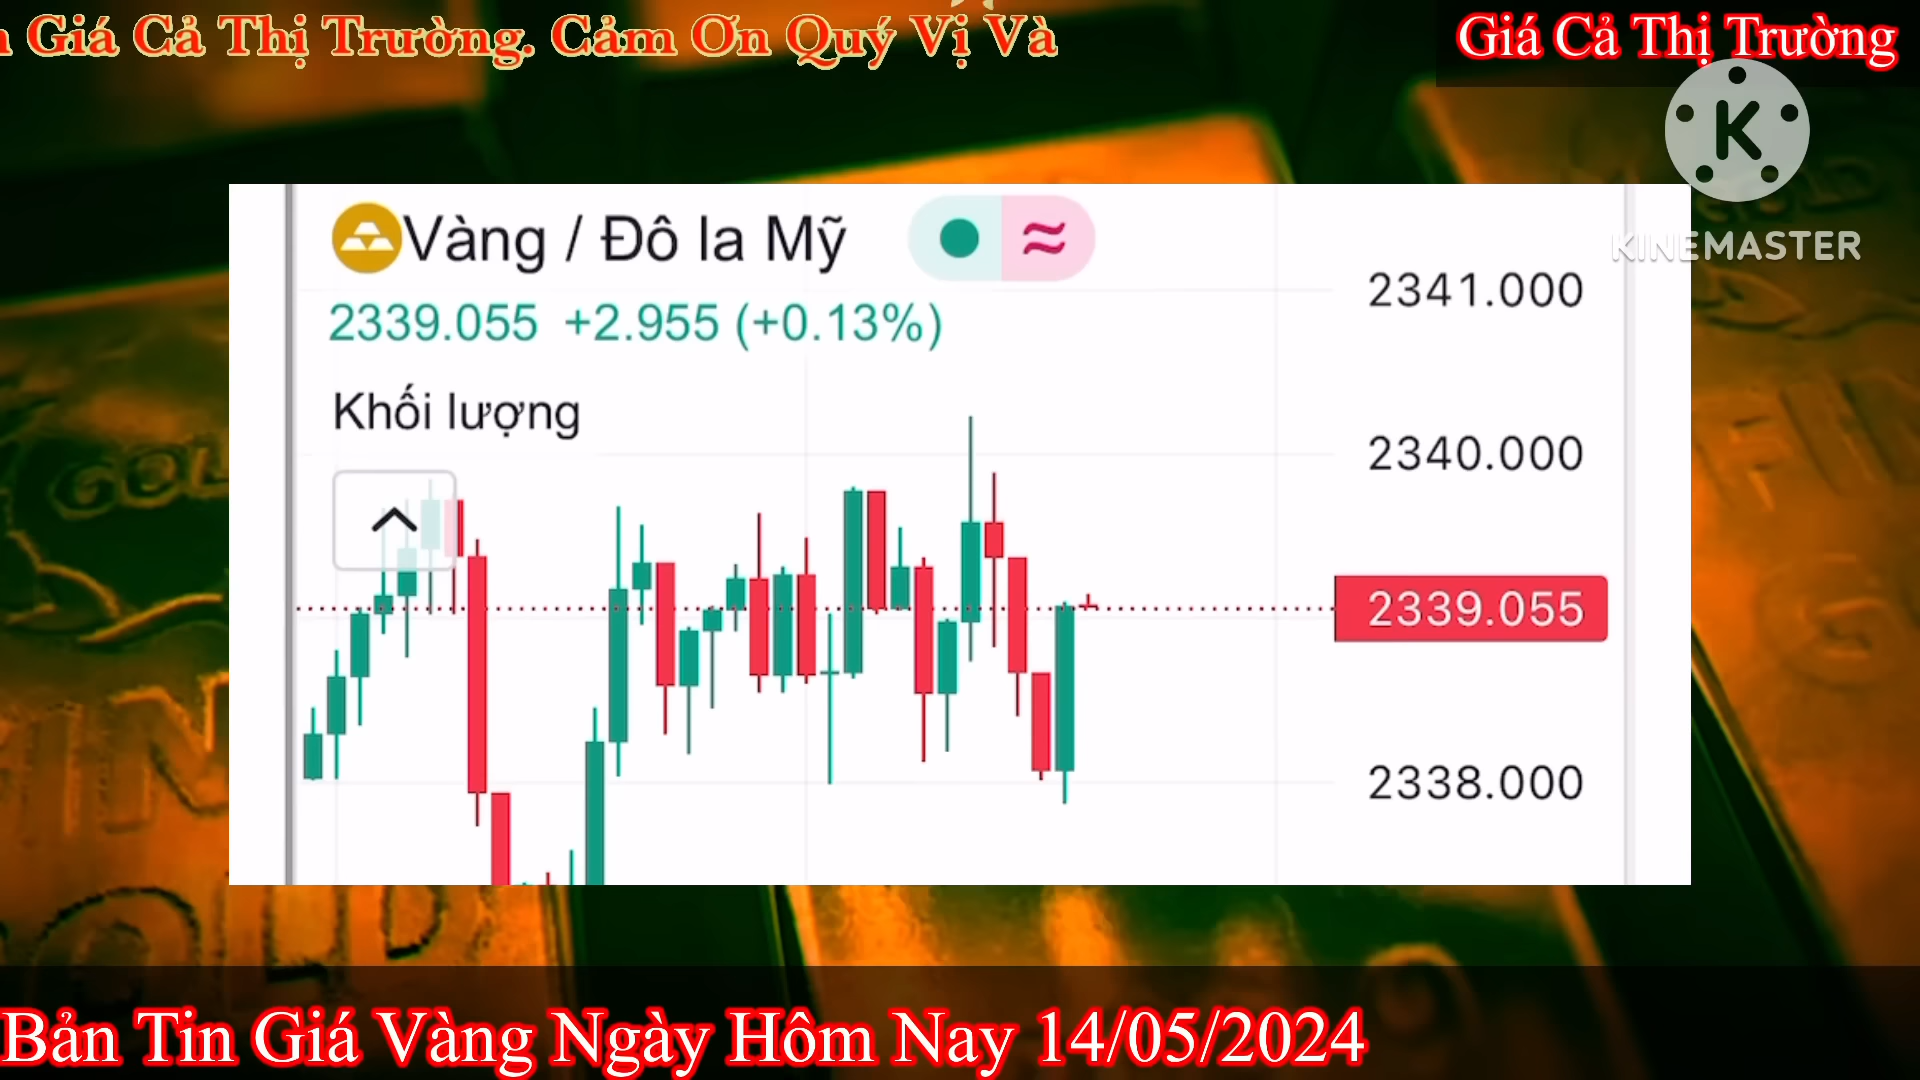 Giá Cả Thị Trường. Cảm Ơn Quý Vị Và
Giá Cả Thị Trường
K
KINEMASTER
Vàng / Đô la Mỹ
2339.055 +2.955 (+0.13%)
Khối lượng
2341.000
2340.000
2339.055
2338.000
GOLD
Bản Tin Giá Vàng Ngày Hôm Nay 14/05/2024